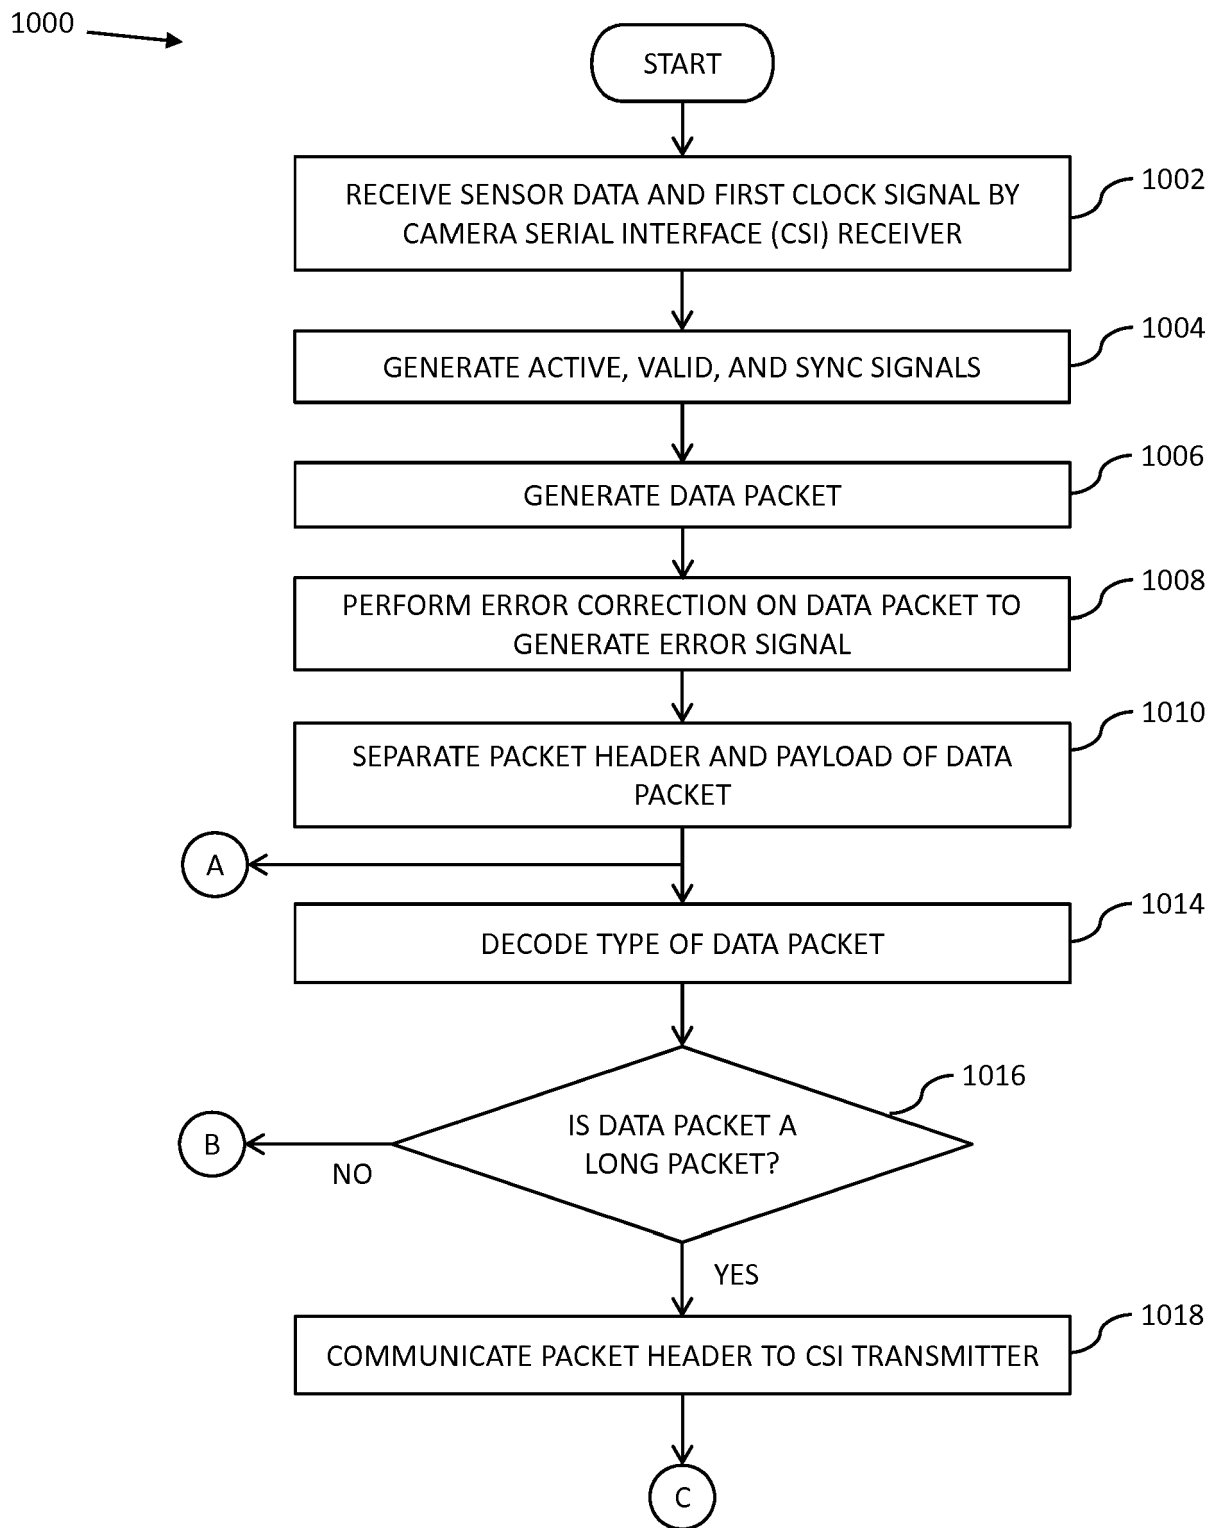 1000
START
RECEIVE SENSOR DATA AND FIRST CLOCK SIGNAL BY
CAMERA SERIAL INTERFACE (CSI) RECEIVER
1002
GENERATE ACTIVE, VALID, AND SYNC SIGNALS
1004
GENERATE DATA PACKET
1006
PERFORM ERROR CORRECTION ON DATA PACKET TO
GENERATE ERROR SIGNAL
1008
SEPARATE PACKET HEADER AND PAYLOAD OF DATA
PACKET
1010
A
DECODE TYPE OF DATA PACKET
1014
IS DATA PACKET A
LONG PACKET?
1016
B
NO
YES
COMMUNICATE PACKET HEADER TO CSI TRANSMITTER
1018
C